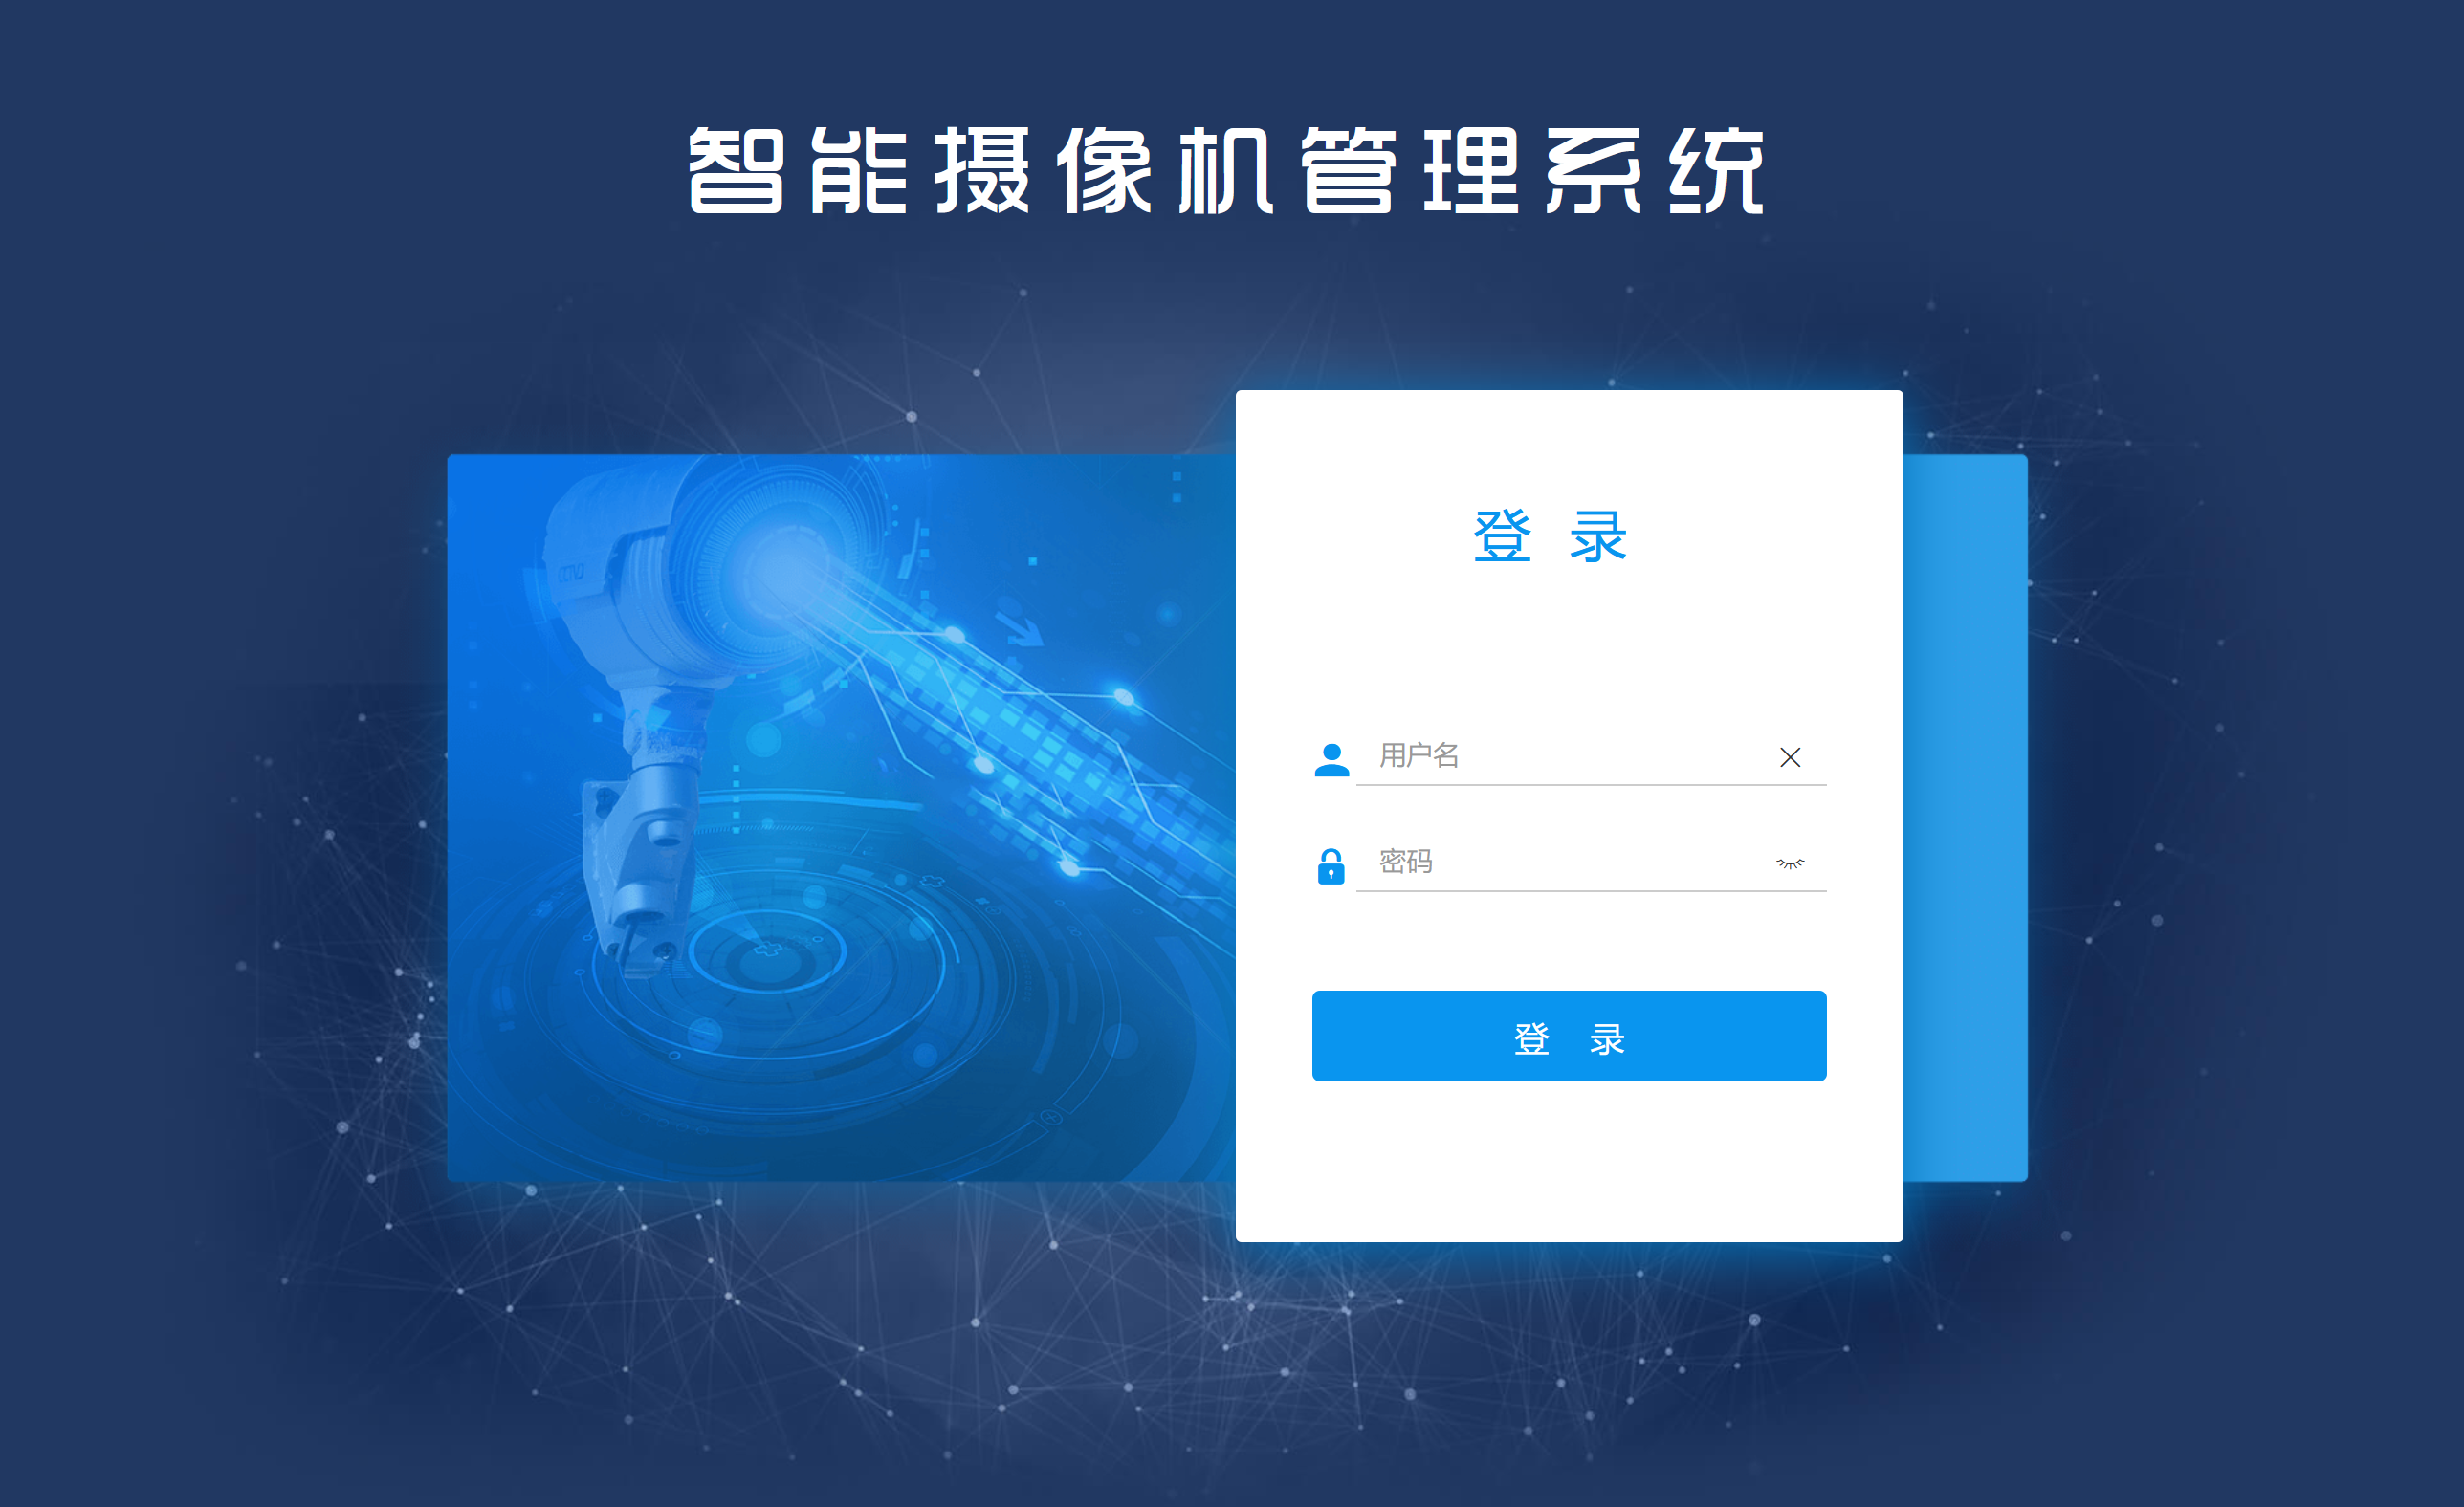 智能摄像机管理系统
登 录
用户名
密码
登 录